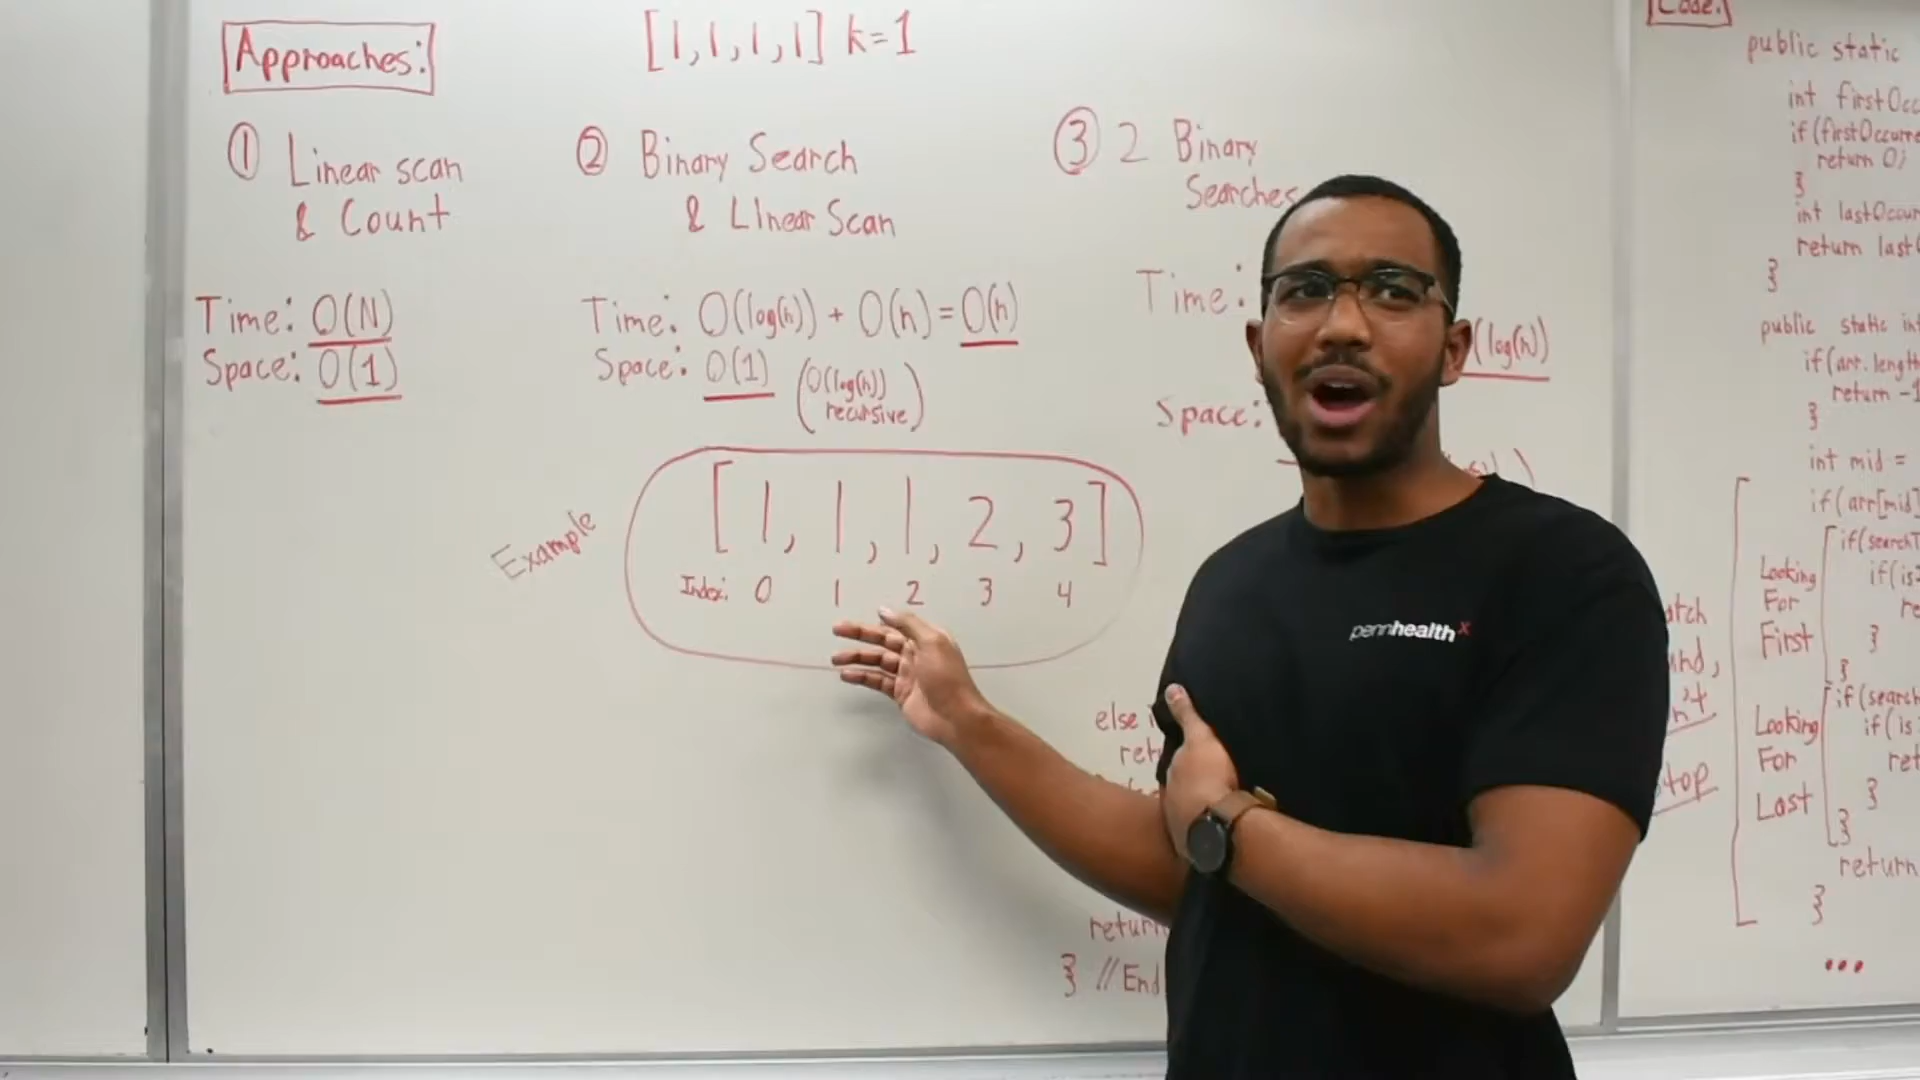 Approaches:
[1,1,1,1] k=1
① Linear scan
& Count
Time: O(N)
Space: O(1)
② Binary Search
& LInear Scan
Time: O(log(n)) + O(n) = O(n)
Space: O(1) (O(log(n))
recursive)
Example
[1, 1, 1, 2, 3]
Index: 0 1 2 3 4
③ 2 Binary
Searches
Time:
(log(n))
Space:
else
return
} // End
pennhealthx
Code:
public static
int firstOcc
if(firstOccurre
return 0;
}
int lastOccur
return last
}
public static int
if(arr.length
return -1
}
int mid =
if(arr[mid]
Looking
For
First
if(searchT
if(is
re
}
}
Looking
For
Last
if(search
if(is
ret
}
}
return
}
...